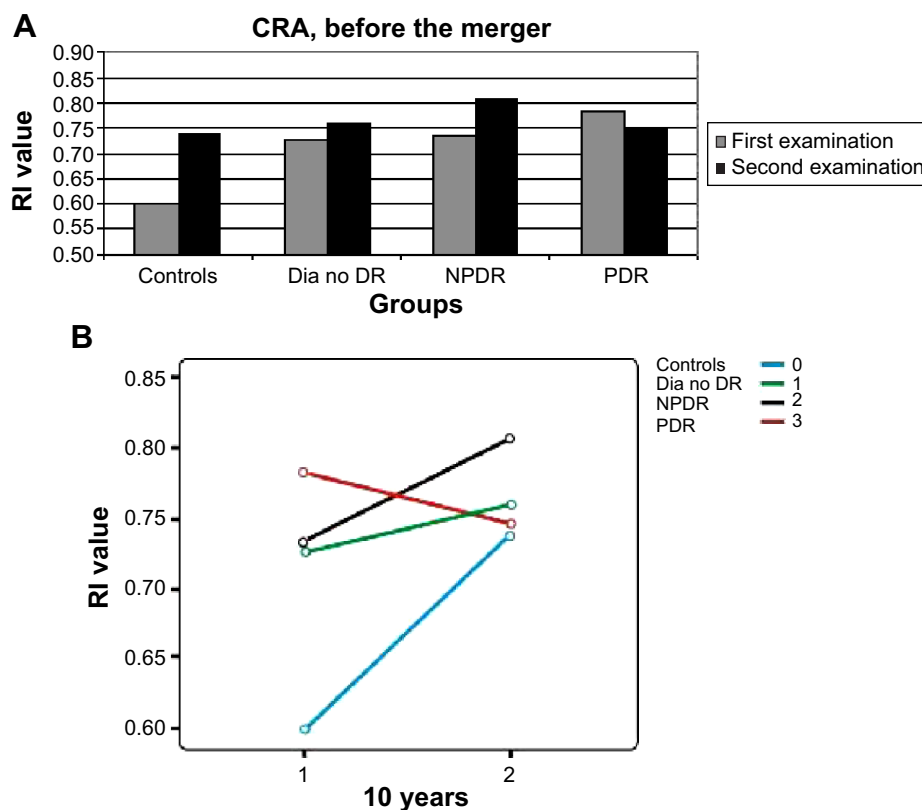 A
CRA, before the merger
0.90
0.85
0.80
0.75
0.70
0.65
0.60
0.55
0.50
RI value
Controls
Dia no DR
NPDR
PDR
Groups
First examination
Second examination
B
0.85
0.80
0.75
0.70
0.65
0.60
RI value
1
2
10 years
Controls 0
Dia no DR 1
NPDR 2
PDR 3